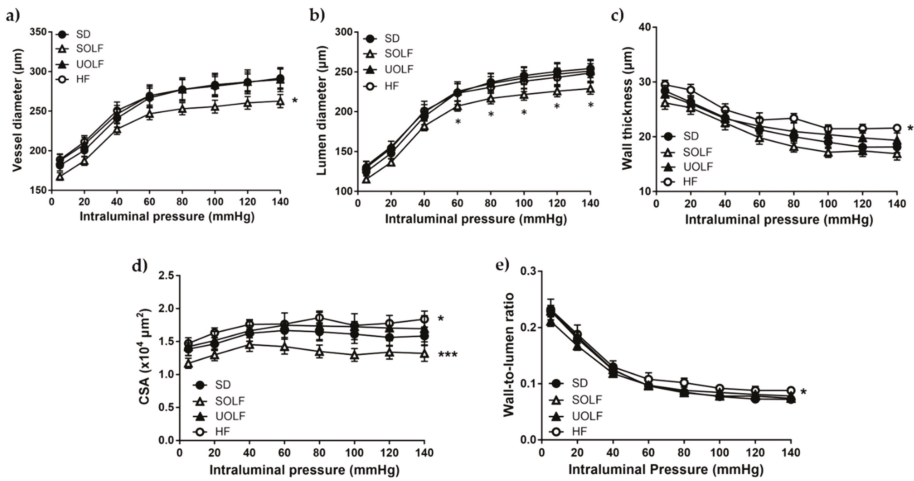 a)
Vessel diameter (µm)
350
300
250
200
150
0 20 40 60 80 100 120 140
Intraluminal pressure (mmHg)
SD
SOLF
UOLF
HF
*
b)
Lumen diameter (µm)
300
250
200
150
100
0 20 40 60 80 100 120 140
Intraluminal pressure (mmHg)
SD
SOLF
UOLF
HF
* * * * *
c)
Wall thickness (µm)
40
30
20
10
0 20 40 60 80 100 120 140
Intraluminal pressure (mmHg)
SD
SOLF
UOLF
HF
*
d)
CSA (x10⁴ µm²)
2.5
2.0
1.5
1.0
1.5
0.0
0 20 40 60 80 100 120 140
Intraluminal pressure (mmHg)
SD
SOLF
UOLF
HF
*
***
e)
Wall-to-lumen ratio
0.3
0.2
0.1
0.0
0 20 40 60 80 100 120 140
Intraluminal Pressure (mmHg)
SD
SOLF
UOLF
HF
*